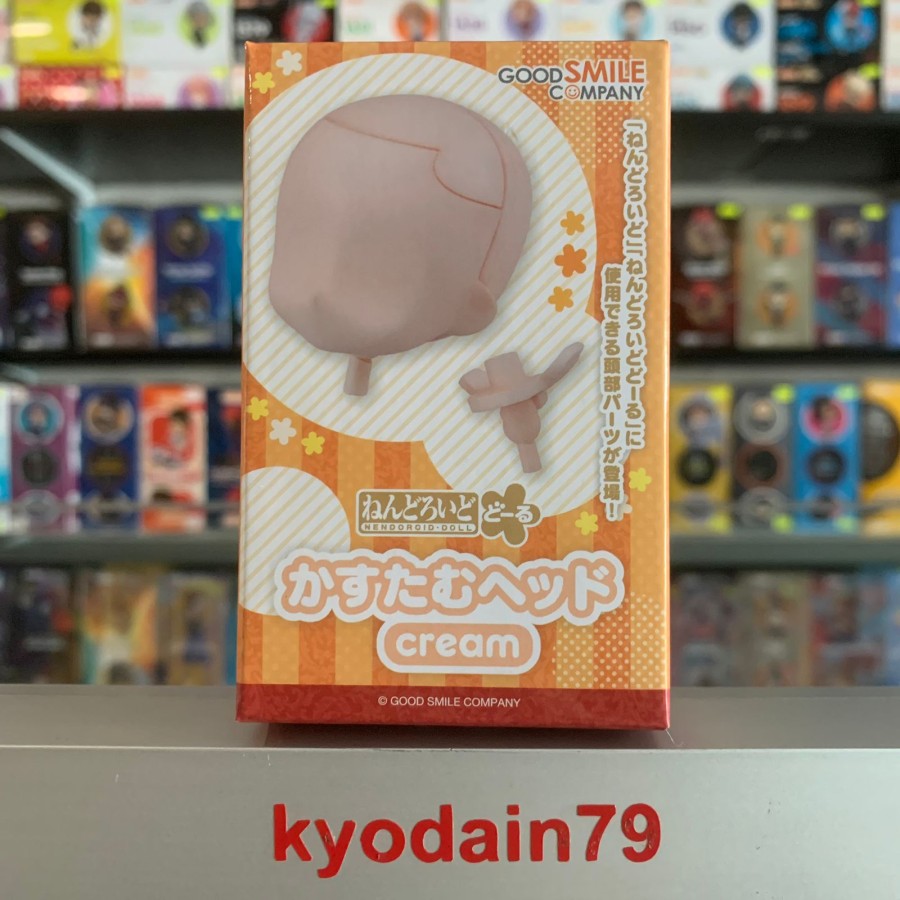 GOOD SMILE
COMPANY
「ねんどろいど」「ねんどろいどどーる」に
使用できる頭部パーツが登場！
ねんどろいど どーる
NENDOROID・DOLL
かすたむヘッド
cream
© GOOD SMILE COMPANY
kyodain79